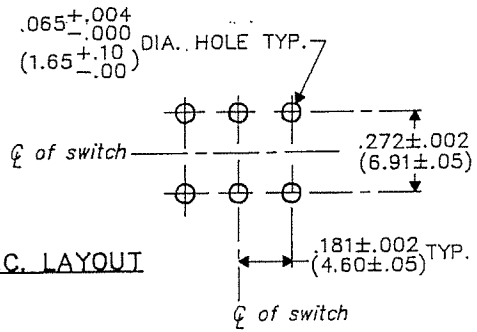 .065+.004
-.000
(1.65+.10
-.00) DIA. HOLE TYP.
℄ of switch
.272±.002
(6.91±.05)
.181±.002 TYP.
(4.60±.05)
C. LAYOUT
℄ of switch